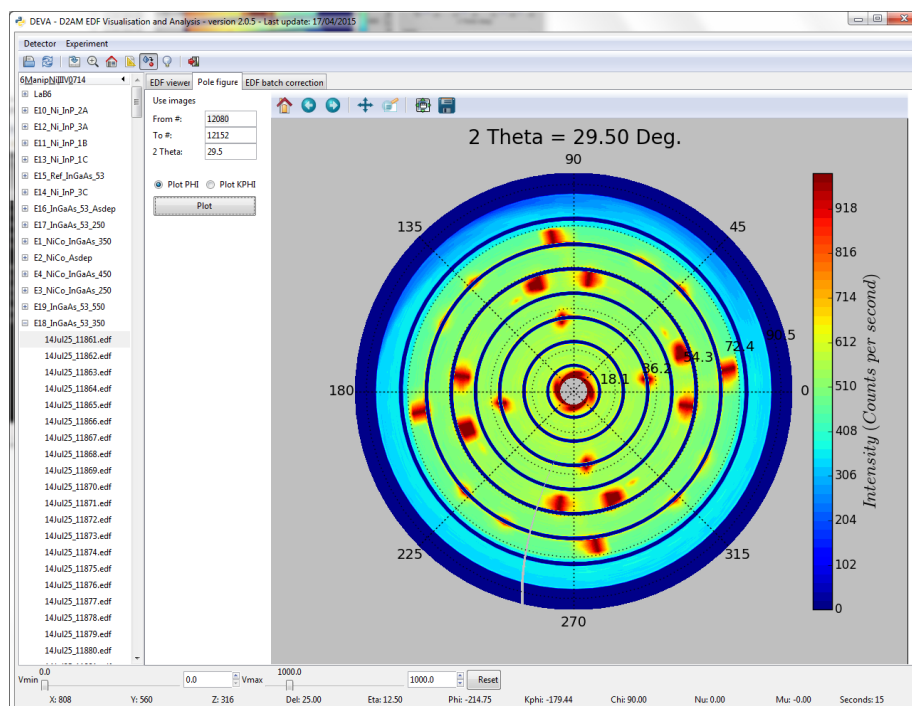 DEVA - D2AM EDF Visualisation and Analysis - version 2.0.5 - Last update: 17/04/2015
Detector Experiment
6ManipNiIIIV0714
LaB6
E10_Ni_InP_2A
E12_Ni_InP_3A
E11_Ni_InP_1B
E13_Ni_InP_1C
E15_Ref_InGaAs_53
E14_Ni_InP_3C
E16_InGaAs_53_Asdep
E17_InGaAs_53_250
E1_NiCo_InGaAs_350
E2_NiCo_Asdep
E4_NiCo_InGaAs_450
E3_NiCo_InGaAs_250
E19_InGaAs_53_550
E18_InGaAs_53_350
14Jul25_11861.edf
14Jul25_11862.edf
14Jul25_11863.edf
14Jul25_11864.edf
14Jul25_11865.edf
14Jul25_11866.edf
14Jul25_11867.edf
14Jul25_11868.edf
14Jul25_11869.edf
14Jul25_11870.edf
14Jul25_11871.edf
14Jul25_11872.edf
14Jul25_11873.edf
14Jul25_11874.edf
14Jul25_11875.edf
14Jul25_11876.edf
14Jul25_11877.edf
14Jul25_11878.edf
14Jul25_11879.edf
14Jul25_11880.edf
EDF viewer Pole figure EDF batch correction
Use images
From #: 12080
To #: 12152
2 Theta: 29.5
Plot PHI Plot KPHI
Plot
2 Theta = 29.50 Deg.
90
135 45
180 0
225 315
270
18.1 36.2 54.3 72.4
918
816
714
612
510
408
306
204
102
0
Intensity (Counts per second)
Vmin 0.0 0.0 Vmax 1000.0 1000.0 Reset
X: 808 Y: 560 Z: 316 Del: 25.00 Eta: 12.50 Phi: -214.75 Kphi: -179.44 Chi: 90.00 Nu: 0.00 Mu: -0.00 Seconds: 15